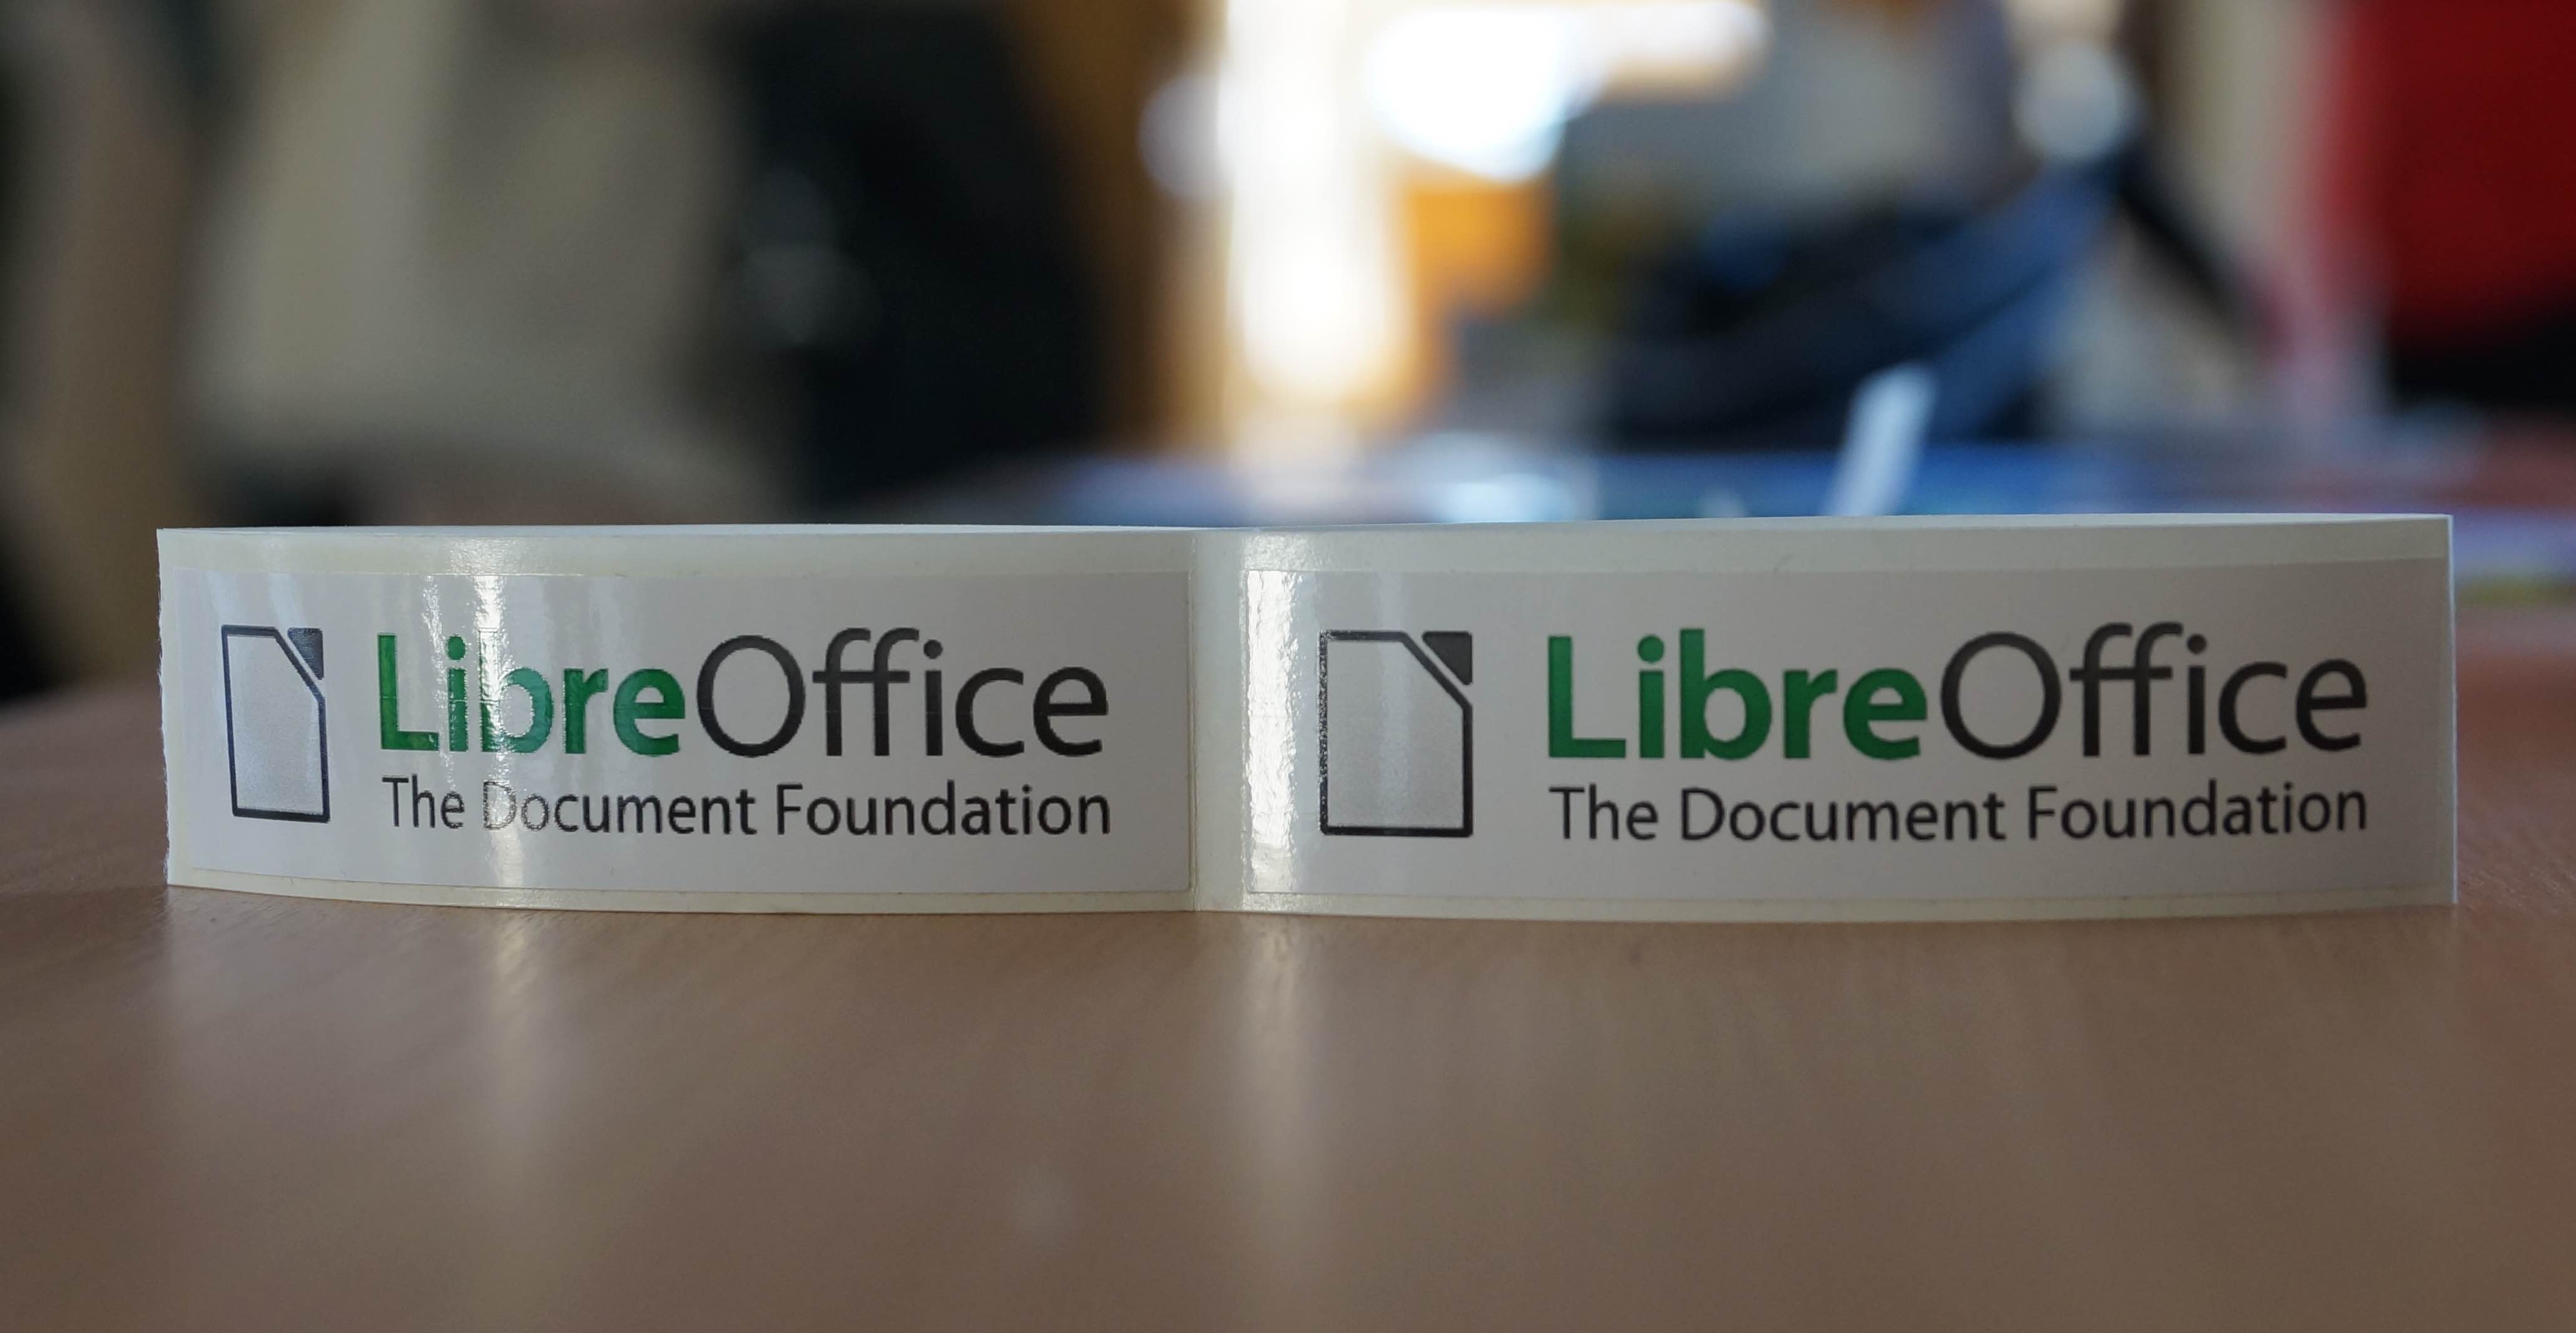 LibreOffice
The Document Foundation
LibreOffice
The Document Foundation